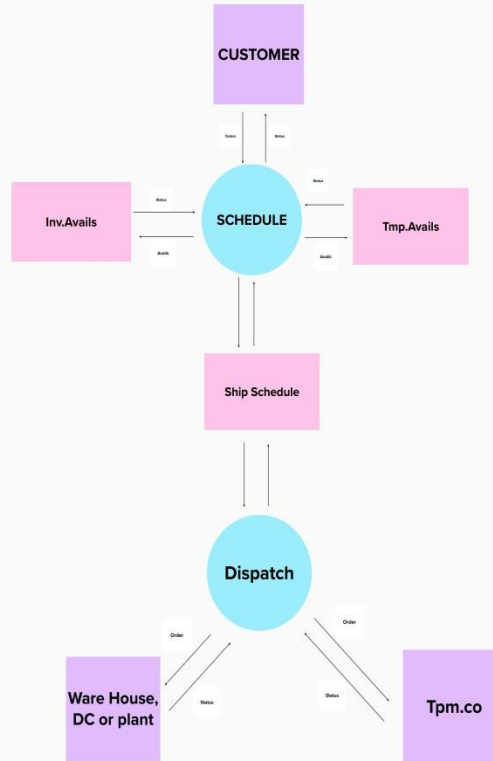 CUSTOMER
Orders
Status
Status
Status
Inv.Avails
SCHEDULE
Tmp.Avails
Avails
Avails
Ship Schedule
Dispatch
Order
Order
Ware House,
DC or plant
Status
Status
Tpm.co